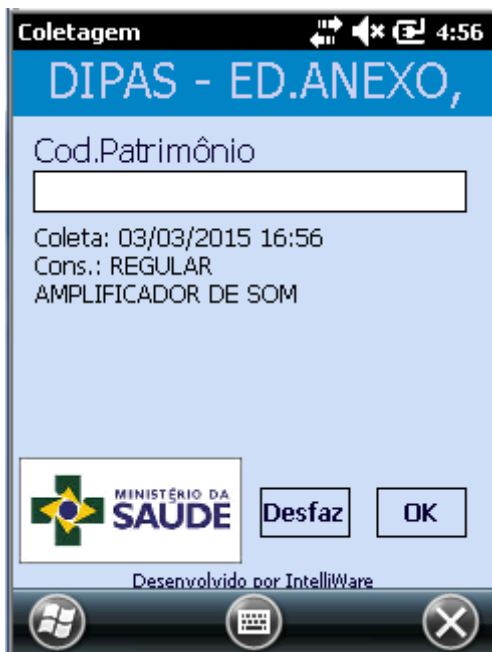 Coletagem 4:56
DIPAS - ED.ANEXO,
Cod.Patrimônio
Coleta: 03/03/2015 16:56
Cons.: REGULAR
AMPLIFICADOR DE SOM
MINISTÉRIO DA
SAÚDE
Desfaz OK
Desenvolvido por IntelliWare